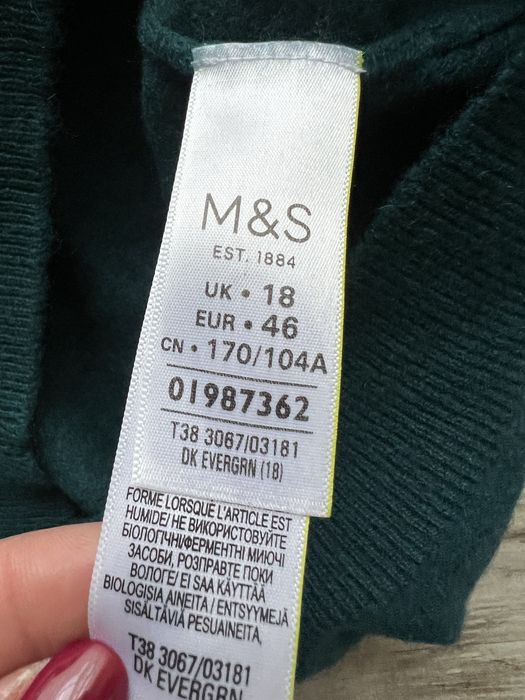 M&S
EST. 1884
UK • 18
EUR • 46
CN • 170/104A
01987362
T38 3067/03181
DK EVERGRN (18)
FORME LORSQUE L'ARTICLE EST
HUMIDE/ НЕ ВИКОРИСТОВУЙТЕ
БІОЛОГІЧНІ/ФЕРМЕНТНІ МИЮЧІ
ЗАСОБИ, РОЗПРАВТЕ ПОКИ
ВОЛОГЕ/ EI SAA KÄYTTÄÄ
BIOLOGISIA AINEITA / ENTSYYMEJÄ
SISÄLTÄVIÄ PESUAINEITA,
T38 3067/03181
DK EVERGRN